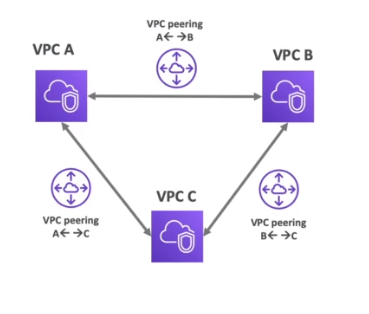 VPC peering
A← →B
VPC A
VPC B
VPC peering
A← →C
VPC C
VPC peering
B← →C